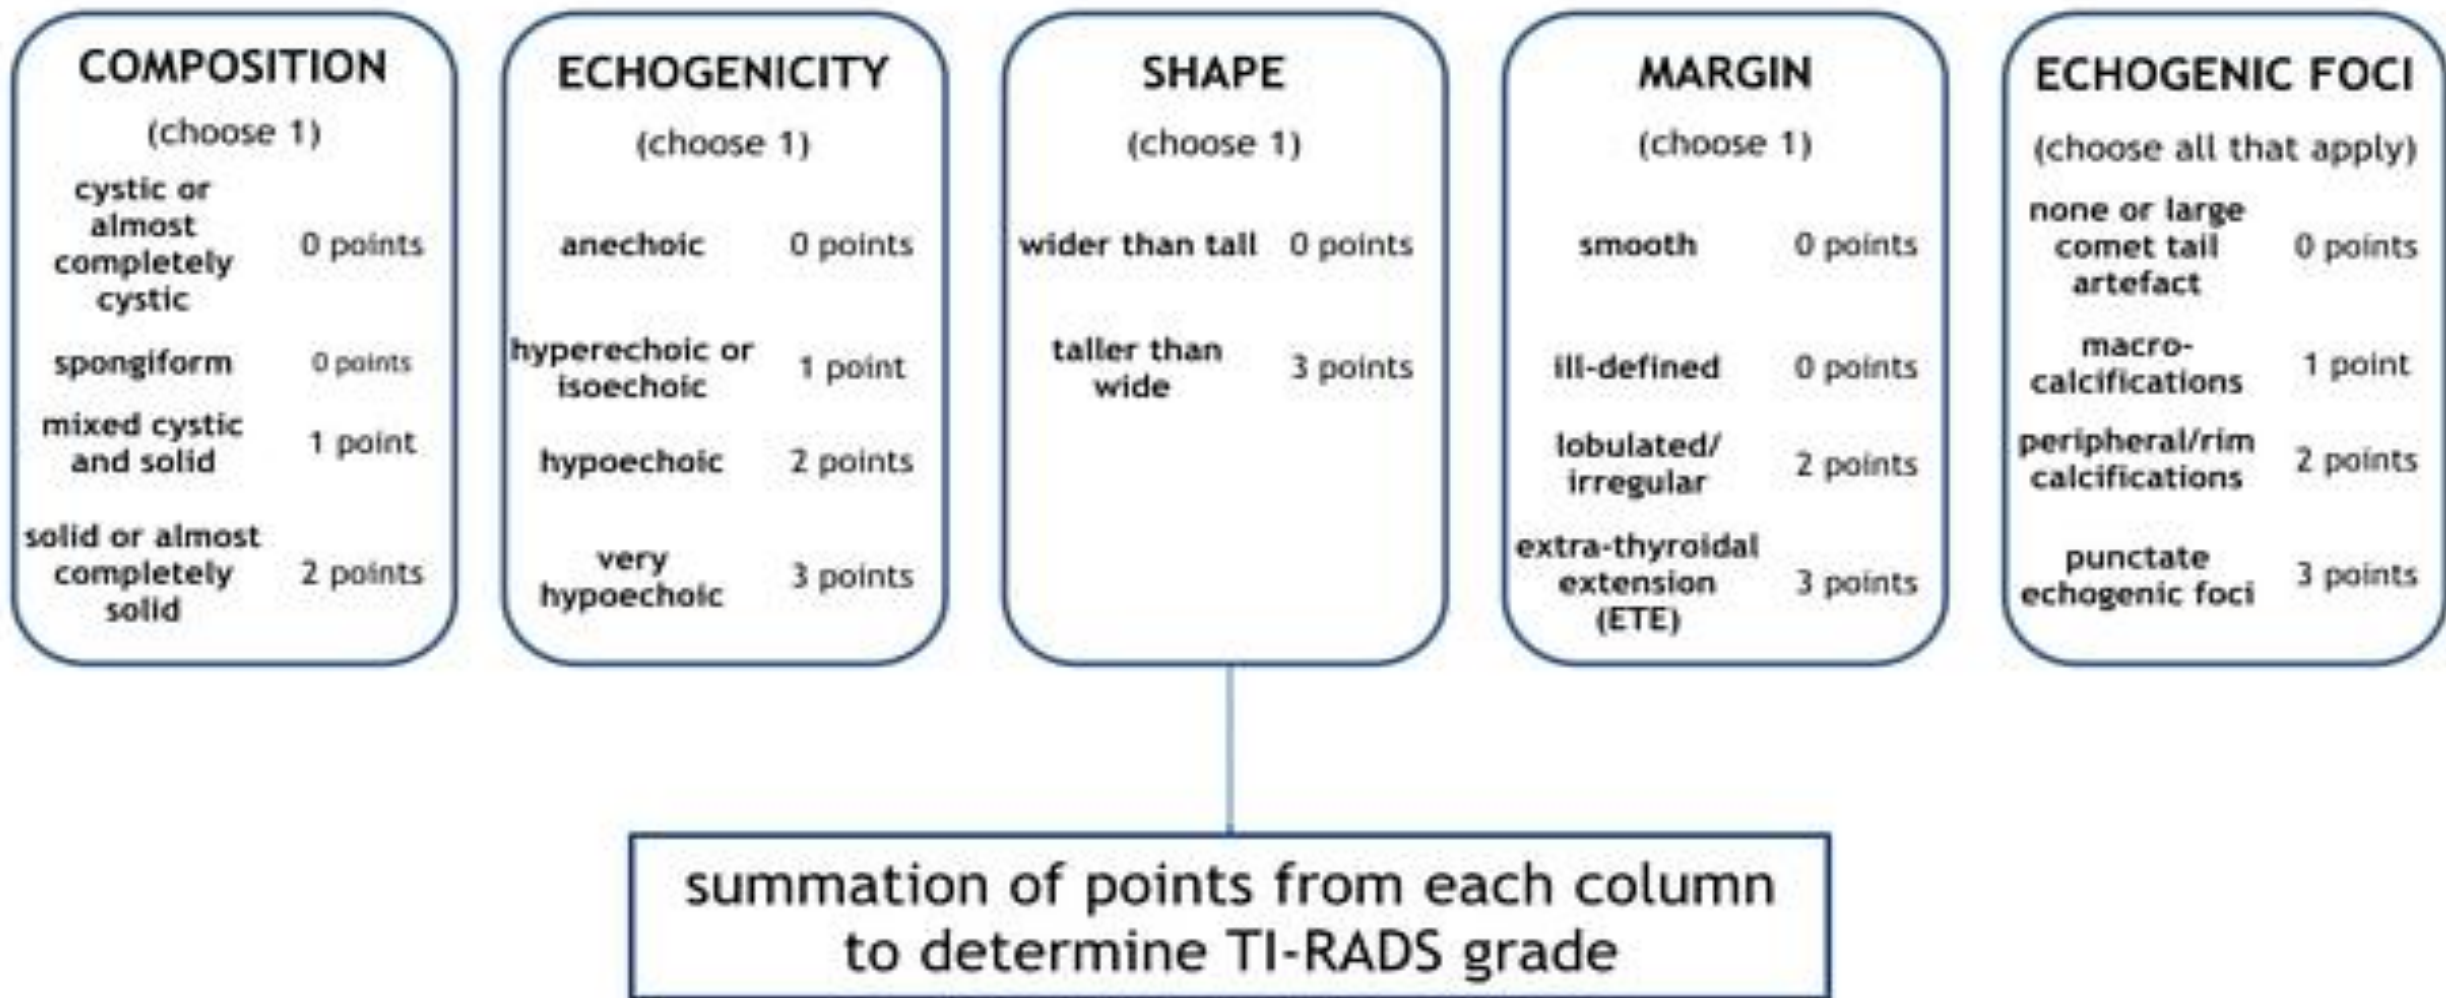 COMPOSITION
(choose 1)
cystic or
almost
completely
cystic
0 points
spongiform
0 points
mixed cystic
and solid
1 point
solid or almost
completely
solid
2 points
ECHOGENICITY
(choose 1)
anechoic
0 points
hyperechoic or
isoechoic
1 point
hypoechoic
2 points
very
hypoechoic
3 points
SHAPE
(choose 1)
wider than tall
0 points
taller than
wide
3 points
MARGIN
(choose 1)
smooth
0 points
ill-defined
0 points
lobulated/
irregular
2 points
extra-thyroidal
extension
(ETE)
3 points
ECHOGENIC FOCI
(choose all that apply)
none or large
comet tail
artefact
0 points
macro-
calcifications
1 point
peripheral/rim
calcifications
2 points
punctate
echogenic foci
3 points
summation of points from each column
to determine TI-RADS grade